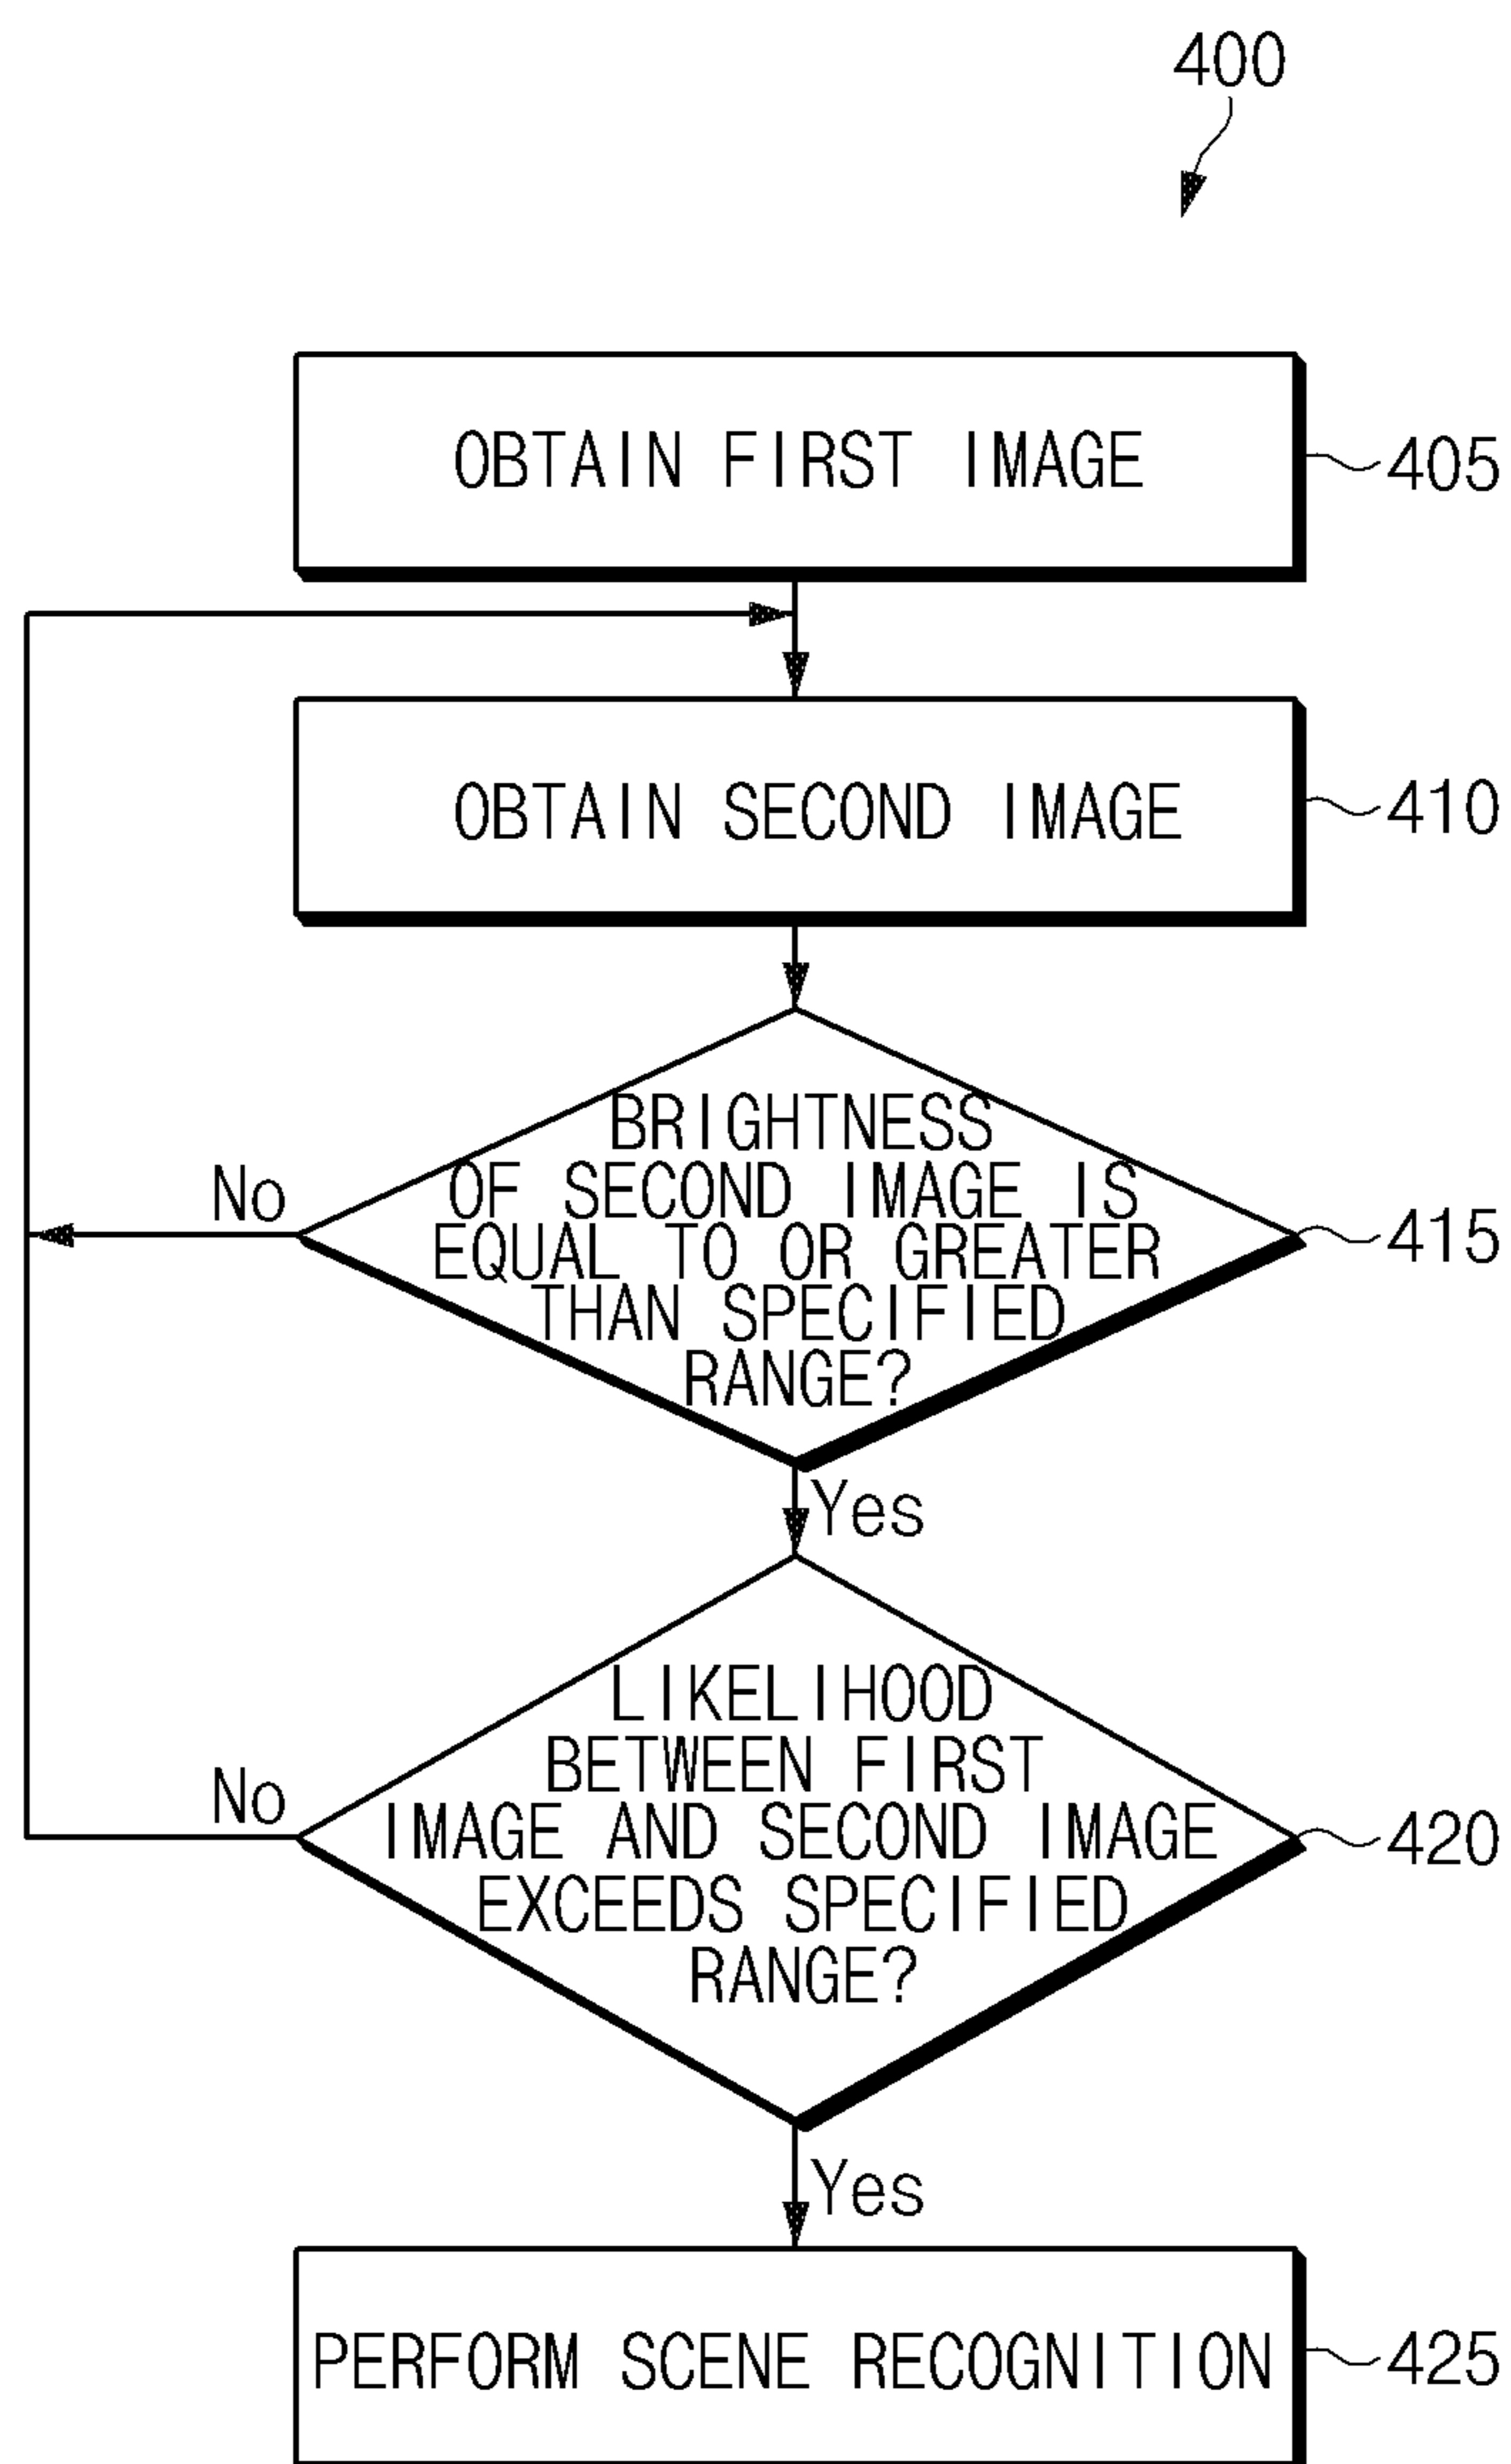 400
OBTAIN FIRST IMAGE
405
OBTAIN SECOND IMAGE
410
BRIGHTNESS
OF SECOND IMAGE IS
EQUAL TO OR GREATER
THAN SPECIFIED
RANGE?
No
415
Yes
LIKELIHOOD
BETWEEN FIRST
IMAGE AND SECOND IMAGE
EXCEEDS SPECIFIED
RANGE?
No
420
Yes
PERFORM SCENE RECOGNITION
425